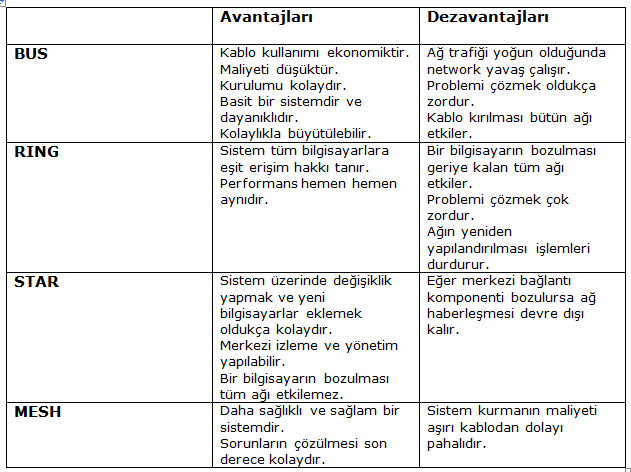 Avantajları
Dezavantajları
BUS
Kablo kullanımı ekonomiktir.
Maliyeti düşüktür.
Kurulumu kolaydır.
Basit bir sistemdir ve
dayanıklıdır.
Kolaylıkla büyütülebilir.
Ağ trafiği yoğun olduğunda
network yavaş çalışır.
Problemi çözmek oldukça
zordur.
Kablo kırılması bütün ağı
etkiler.
RING
Sistem tüm bilgisayarlara
eşit erişim hakkı tanır.
Performans hemen hemen
aynıdır.
Bir bilgisayarın bozulması
geriye kalan tüm ağı
etkiler.
Problemi çözmek çok
zordur.
Ağın yeniden
yapılandırılması işlemleri
durdurur.
STAR
Sistem üzerinde değişiklik
yapmak ve yeni
bilgisayarlar eklemek
oldukça kolaydır.
Merkezi izleme ve yönetim
yapılabilir.
Bir bilgisayarın bozulması
tüm ağı etkilemez.
Eğer merkezi bağlantı
komponenti bozulursa ağ
haberleşmesi devre dışı
kalır.
MESH
Daha sağlıklı ve sağlam bir
sistemdir.
Sorunların çözülmesi son
derece kolaydır.
Sistem kurmanın maliyeti
aşırı kablodan dolayı
pahalıdır.